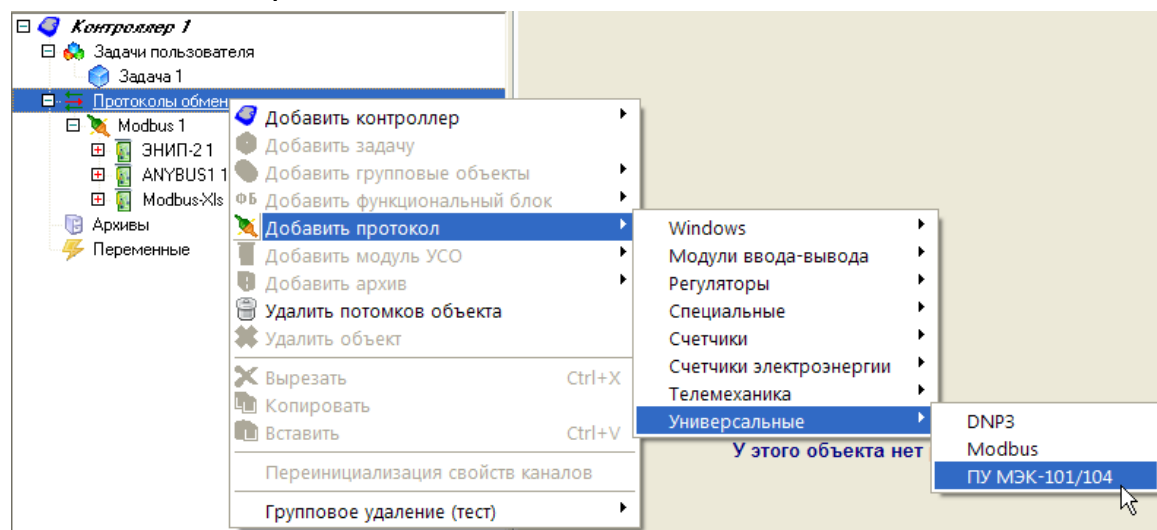 Контроллер 1
Задачи пользователя
Задача 1
Протоколы обмен
Modbus 1
ЭНИП-2 1
ANYBUS1 1
Modbus-Xls
Архивы
Переменные
Добавить контроллер
Добавить задачу
Добавить групповые объекты
ФБ Добавить функциональный блок
Добавить протокол
Добавить модуль УСО
Добавить архив
Удалить потомков объекта
Удалить объект
Вырезать Ctrl+X
Копировать
Вставить Ctrl+V
Переинициализация свойств каналов
Групповое удаление (тест)
Windows
Модули ввода-вывода
Регуляторы
Специальные
Счетчики
Счетчики электроэнергии
Телемеханика
Универсальные
DNP3
Modbus
ПУ МЭК-101/104
У этого объекта нет